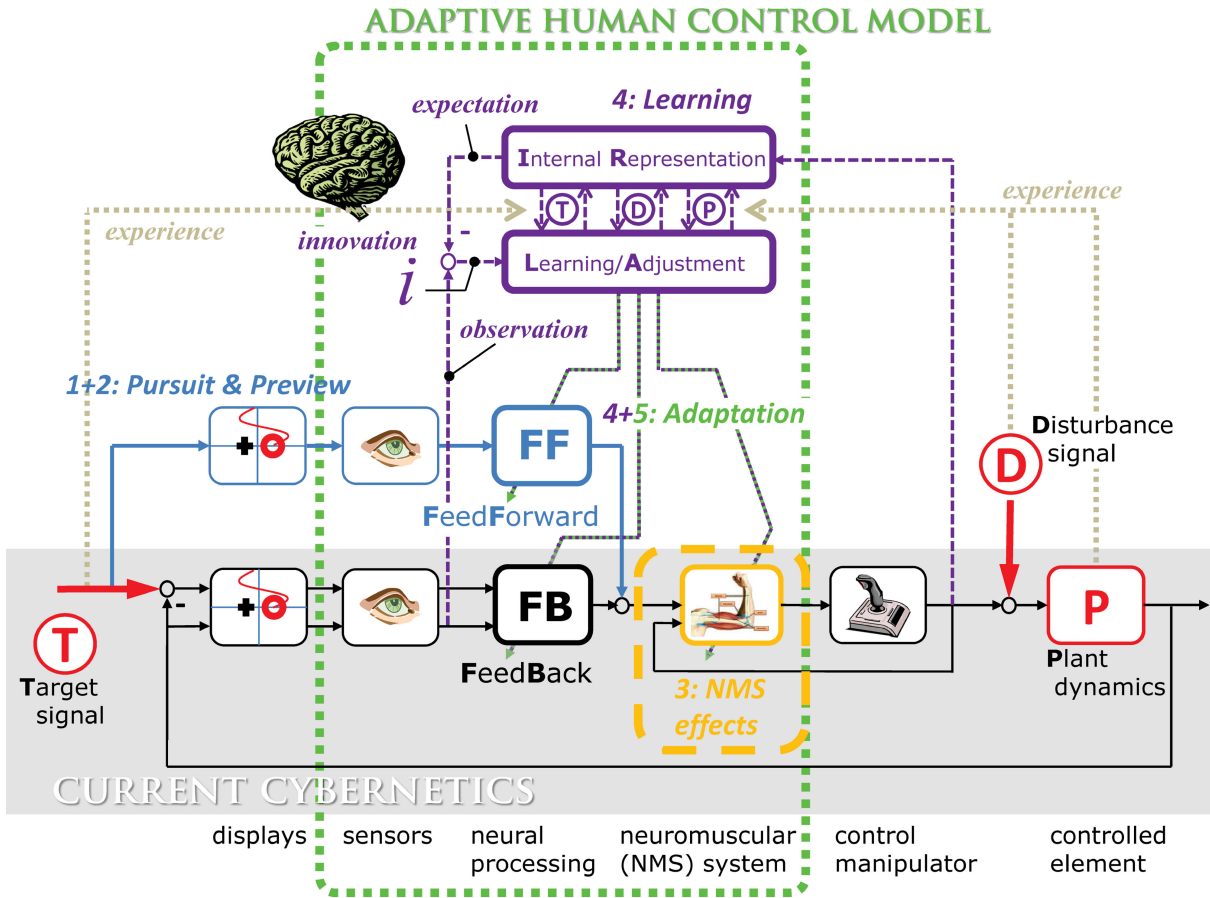 ADAPTIVE HUMAN CONTROL MODEL
expectation
4: Learning
Internal Representation
experience
T D P
experience
innovation
-
i
Learning/Adjustment
observation
1+2: Pursuit & Preview
4+5: Adaptation
FF
FeedForward
D
Disturbance
signal
-
FB
FeedBack
P
Plant
dynamics
T
Target
signal
3: NMS
effects
CURRENT CYBERNETICS
displays
sensors
neural
processing
neuromuscular
(NMS) system
control
manipulator
controlled
element